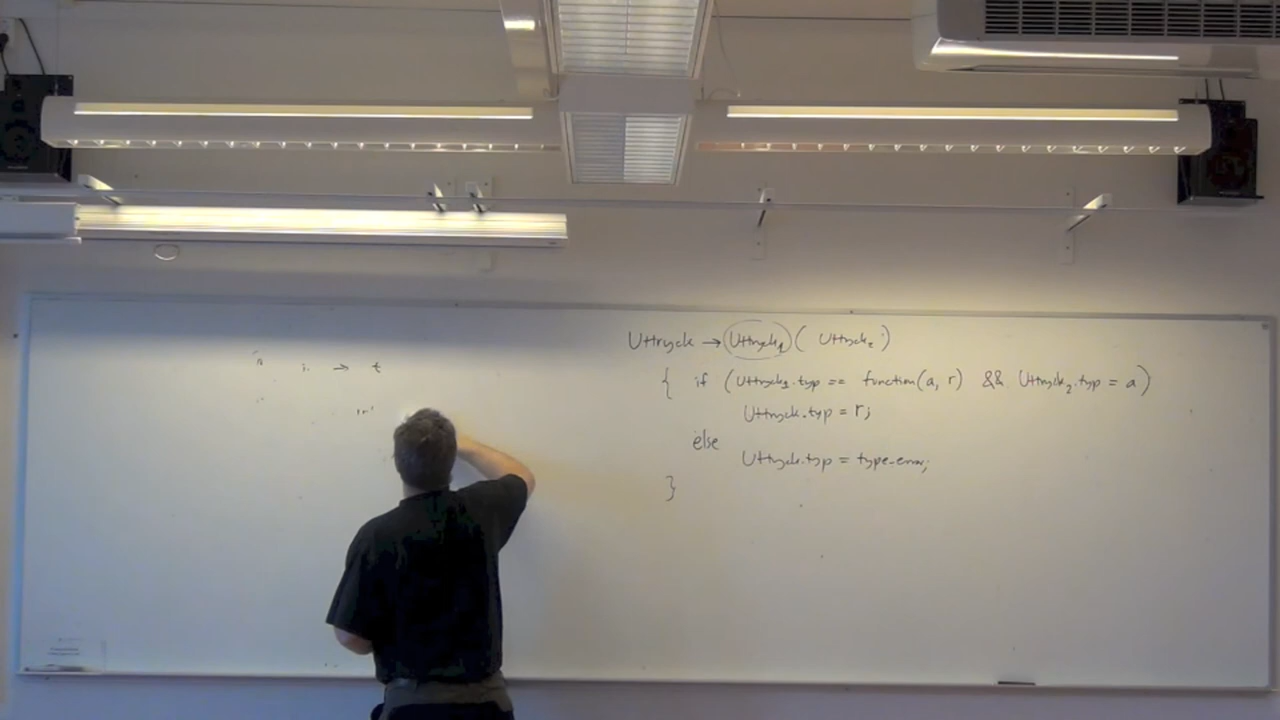 Uttryck → Uttryck₁ ( Uttryck₂ )
{ if (Uttryck₁.typ == function(a, r) && Uttryck₂.typ = a)
Uttryck.typ = r;
else
Uttryck.typ = type-error;
}
→ t